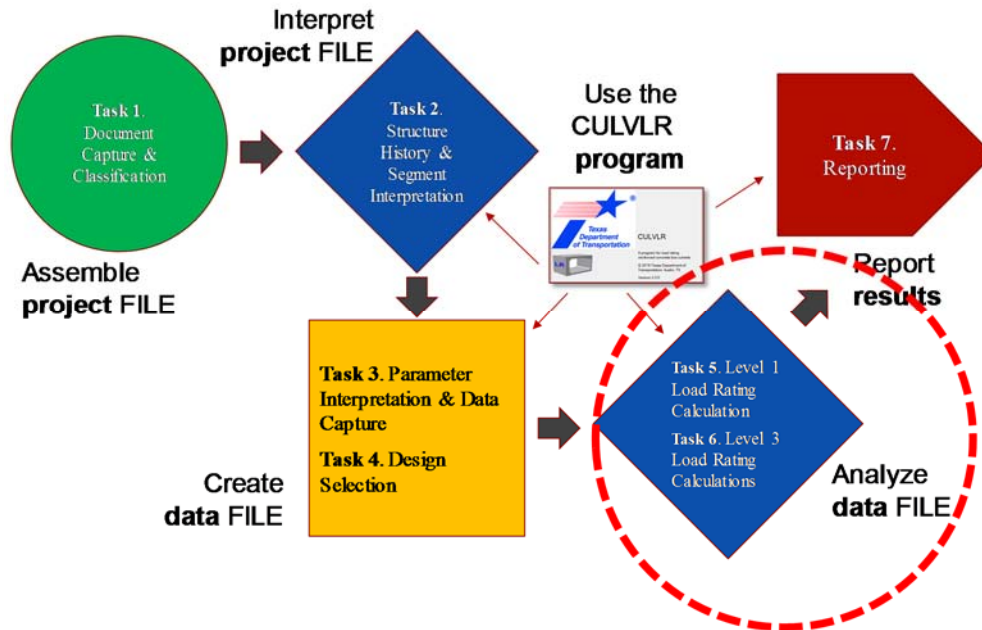 Interpret
project FILE
Task 1.
Document
Capture &
Classification
Assemble
project FILE
Task 2.
Structure
History &
Segment
Interpretation
Use the
CULVLR
program
Texas
Department
of Transportation
®
CULVLR
Task 7.
Reporting
Report
results
Task 3. Parameter
Interpretation & Data
Capture
Task 4. Design
Selection
Create
data FILE
Task 5. Level 1
Load Rating
Calculation
Task 6. Level 3
Load Rating
Calculations
Analyze
data FILE